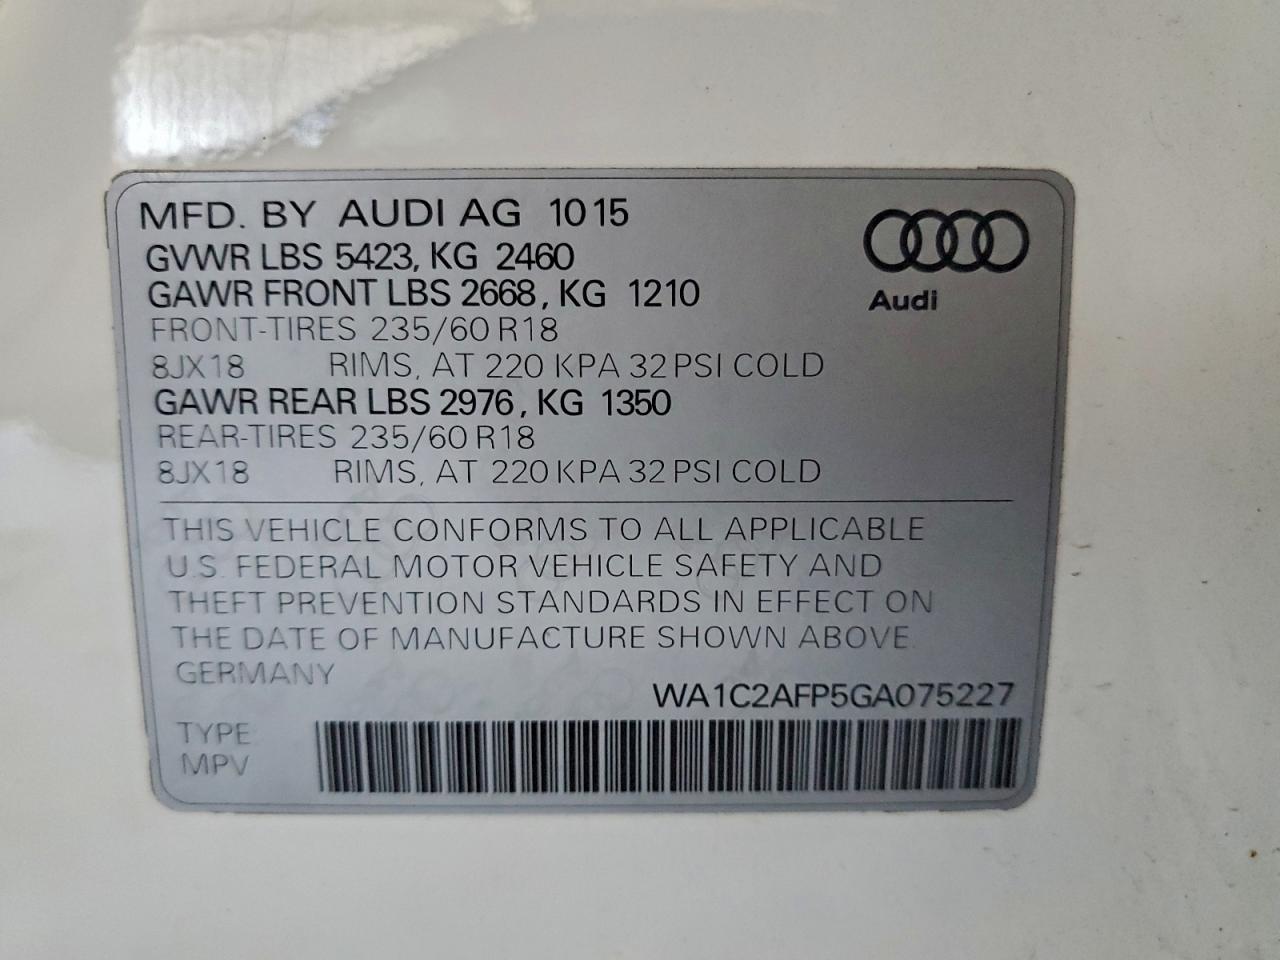 MFD. BY AUDI AG 1015
GVWR LBS 5423, KG 2460
GAWR FRONT LBS 2668, KG 1210
FRONT-TIRES 235/60 R18
8JX18 RIMS, AT 220 KPA 32 PSI COLD
GAWR REAR LBS 2976, KG 1350
REAR-TIRES 235/60 R18
8JX18 RIMS, AT 220 KPA 32 PSI COLD
Audi
THIS VEHICLE CONFORMS TO ALL APPLICABLE
U.S. FEDERAL MOTOR VEHICLE SAFETY AND
THEFT PREVENTION STANDARDS IN EFFECT ON
THE DATE OF MANUFACTURE SHOWN ABOVE.
GERMANY
WA1C2AFP5GA075227
TYPE
MPV